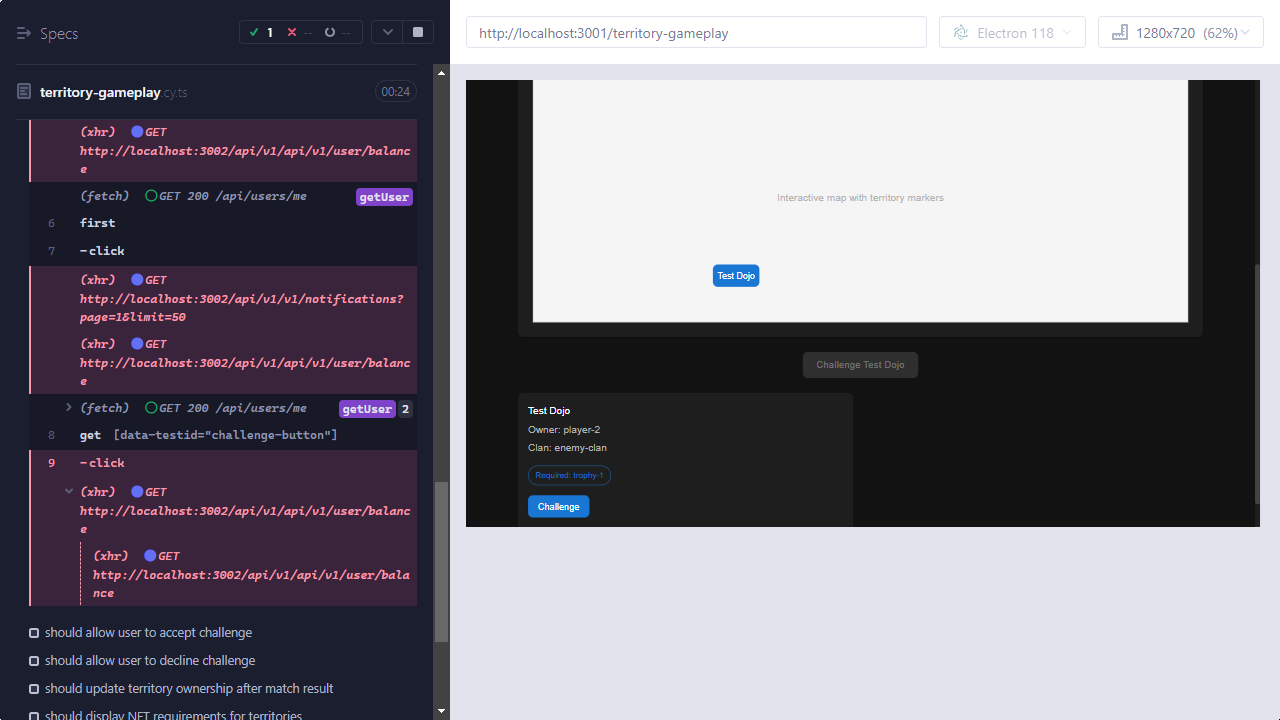 Specs
1
--
--
territory-gameplay.cy.ts
00:24
(xhr) GET
http://localhost:3002/api/v1/api/v1/user/balanc
e
(fetch) GET 200 /api/users/me getUser
6 first
7 -click
(xhr) GET
http://localhost:3002/api/v1/v1/notifications?
page=1&limit=50
(xhr) GET
http://localhost:3002/api/v1/api/v1/user/balanc
e
(fetch) GET 200 /api/users/me getUser 2
8 get [data-testid="challenge-button"]
9 -click
(xhr) GET
http://localhost:3002/api/v1/api/v1/user/balanc
e
(xhr) GET
http://localhost:3002/api/v1/api/v1/user/bala
nce
should allow user to accept challenge
should allow user to decline challenge
should update territory ownership after match result
should display NFT requirements for territories
http://localhost:3001/territory-gameplay
Electron 118
1280x720 (62%)
Interactive map with territory markers
Test Dojo
Challenge Test Dojo
Test Dojo
Owner: player-2
Clan: enemy-clan
Required: trophy-1
Challenge